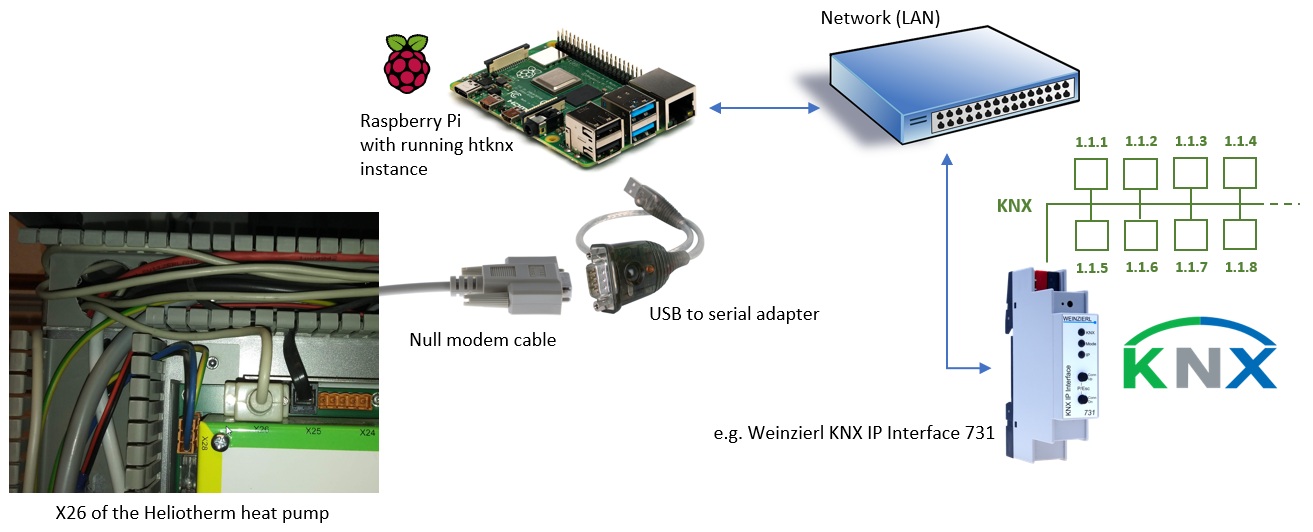 Network (LAN)
Raspberry Pi
with running htknx
instance
1.1.1 1.1.2 1.1.3 1.1.4
KNX
1.1.5 1.1.6 1.1.7 1.1.8
USB to serial adapter
Null modem cable
WEINZIERL
KNX
Mode
IP
KNX IP Interface
731
KNX
e.g. Weinzierl KNX IP Interface 731
X26
X25
X24
X28
X26 of the Heliotherm heat pump